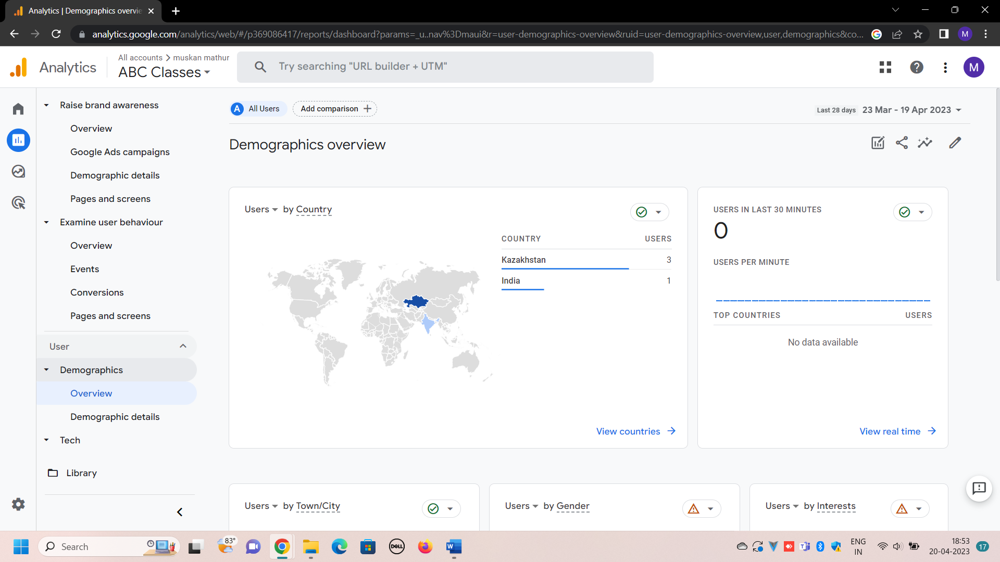 Analytics | Demographics overvie
analytics.google.com/analytics/web/#/p369086417/reports/dashboard?params=_u..nav%3Dmaui&r=user-demographics-overview&ruid=user-demographics-overview,user,demographics&co...
M
Analytics
All accounts > muskan mathur
ABC Classes
Try searching "URL builder + UTM"
M
Raise brand awareness
Overview
Google Ads campaigns
Demographic details
Pages and screens
Examine user behaviour
Overview
Events
Conversions
Pages and screens
User
Demographics
Overview
Demographic details
Tech
Library
A All Users
Add comparison +
Last 28 days 23 Mar - 19 Apr 2023
Demographics overview
Users by Country
COUNTRY USERS
Kazakhstan 3
India 1
View countries
USERS IN LAST 30 MINUTES
0
USERS PER MINUTE
TOP COUNTRIES USERS
No data available
View real time
Users by Town/City
Users by Gender
Users by Interests
Search
83°
DELL
W
ENG
IN
18:53
20-04-2023
17